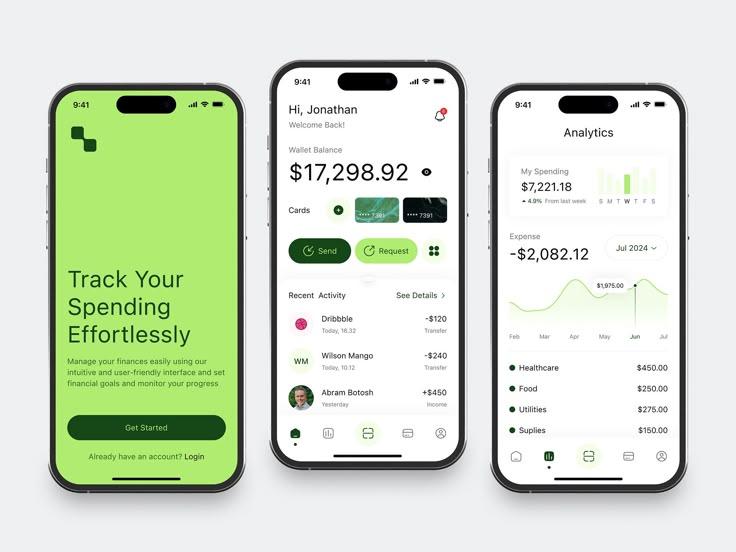 9:41
Track Your
Spending
Effortlessly
Manage your finances easily using our
intuitive and user-friendly interface and set
financial goals and monitor your progress
Get Started
Already have an account? Login
9:41
Hi, Jonathan
Welcome Back!
Wallet Balance
$17,298.92
Cards
•••• 7391
•••• 7391
Send
Request
Recent Activity
See Details >
Dribbble
-$120
Today, 16.32
Transfer
WM
Wilson Mango
-$240
Today, 10.12
Transfer
Abram Botosh
+$450
Yesterday
Income
9:41
Analytics
My Spending
$7,221.18
4.9% From last week
S M T W T F S
Expense
-$2,082.12
Jul 2024
$1,975.00
Feb Mar Apr May Jun Jul
Healthcare
$450.00
Food
$250.00
Utilities
$275.00
Suplies
$150.00